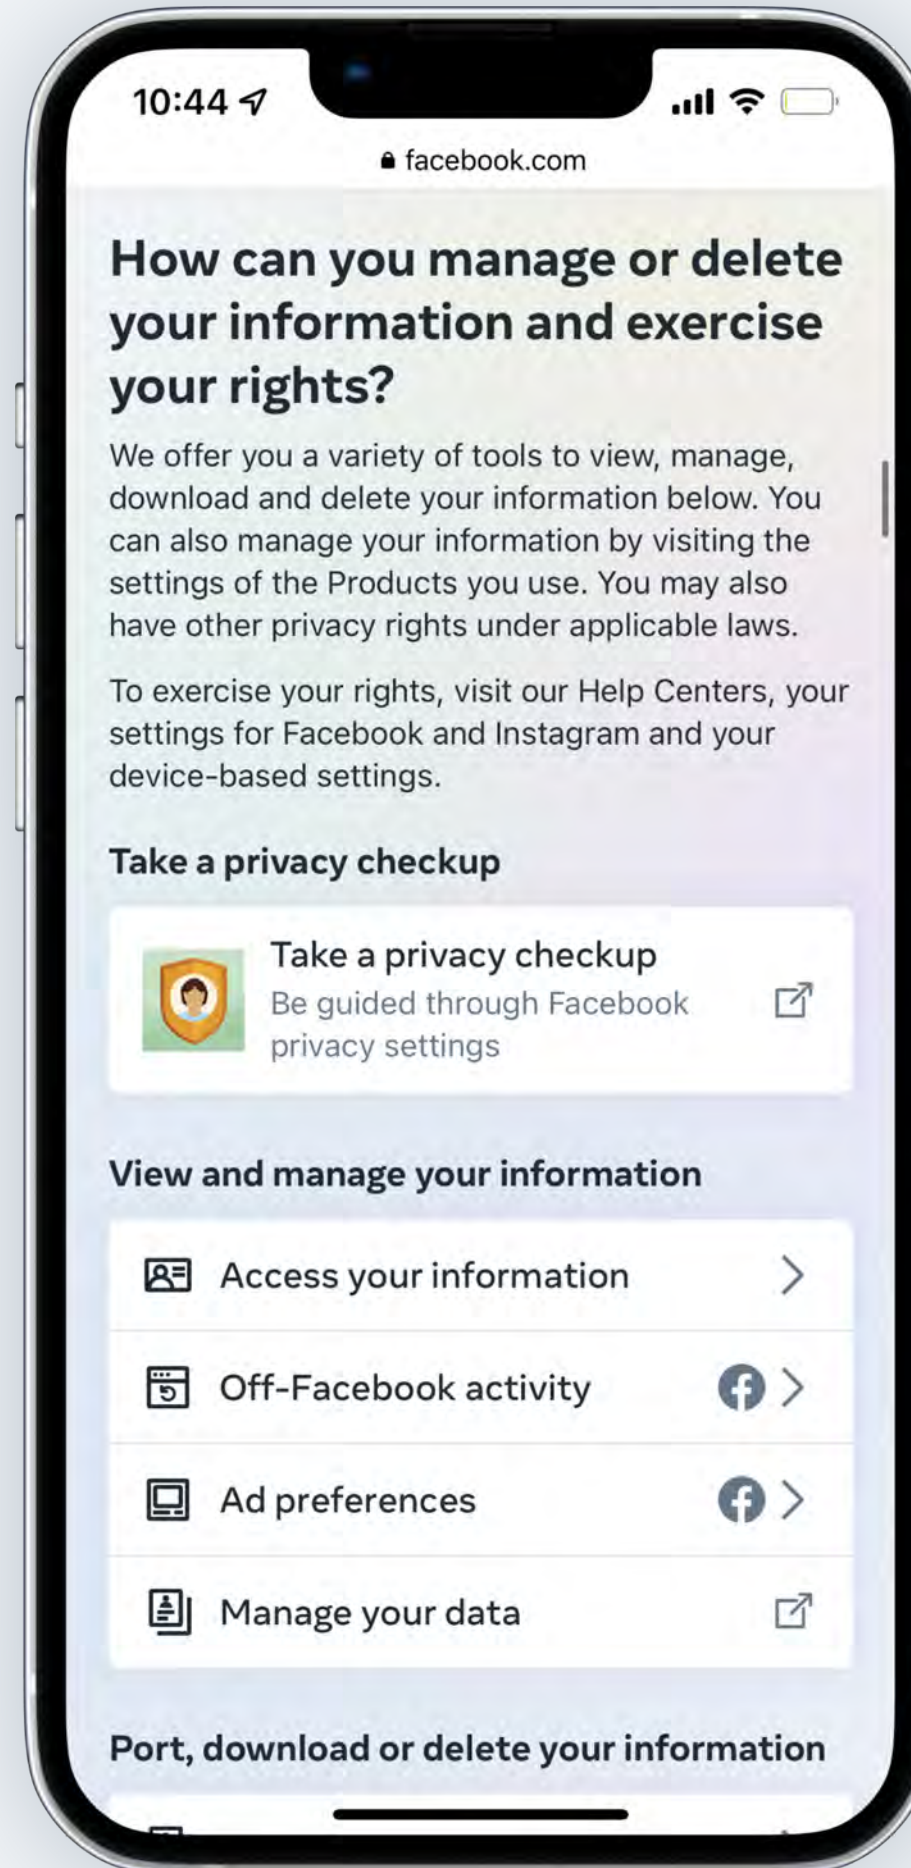 10:44
facebook.com
How can you manage or delete
your information and exercise
your rights?
We offer you a variety of tools to view, manage,
download and delete your information below. You
can also manage your information by visiting the
settings of the Products you use. You may also
have other privacy rights under applicable laws.
To exercise your rights, visit our Help Centers, your
settings for Facebook and Instagram and your
device-based settings.
Take a privacy checkup
Take a privacy checkup
Be guided through Facebook
privacy settings
View and manage your information
Access your information
Off-Facebook activity
Ad preferences
Manage your data
Port, download or delete your information